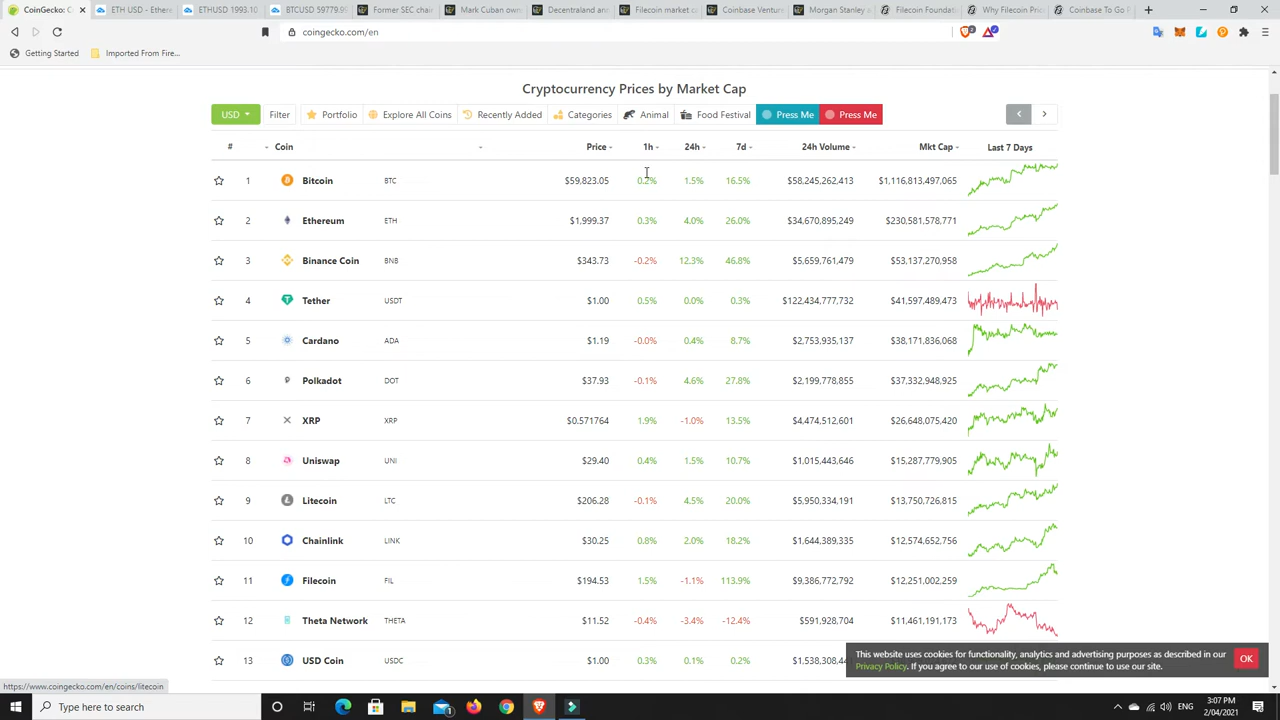 CoinGecko: Cryp
ETH USD - Ethere
ETHUSD 1993.10
BTCUSD 59779.99
Former SEC chair
Mark Cuban own
Decentraland an
Filecoin market c
Coinbase Ventur
Morgan Stanley a
Filecoin Foundat
Why Filecoin Pri
Coinbase To Go P
coingecko.com/en
Getting Started
Imported From Fire...
Cryptocurrency Prices by Market Cap
USD Filter Portfolio Explore All Coins Recently Added Categories Animal Food Festival Press Me Press Me
# Coin Price 1h 24h 7d 24h Volume Mkt Cap Last 7 Days
1 Bitcoin BTC $59,823.05 0.2% 1.5% 16.5% $58,245,262,413 $1,116,813,497,065
2 Ethereum ETH $1,999.37 0.3% 4.0% 26.0% $34,670,895,249 $230,581,578,771
3 Binance Coin BNB $343.73 -0.2% 12.3% 46.8% $5,659,761,479 $53,137,270,958
4 Tether USDT $1.00 0.5% 0.0% 0.3% $122,434,777,732 $41,597,489,473
5 Cardano ADA $1.19 -0.0% 0.4% 8.7% $2,753,935,137 $38,171,836,068
6 Polkadot DOT $37.93 -0.1% 4.6% 27.8% $2,199,778,855 $37,332,948,925
7 XRP XRP $0.571764 1.9% -1.0% 13.5% $4,474,512,601 $26,648,075,420
8 Uniswap UNI $29.40 0.4% 1.5% 10.7% $1,015,443,646 $15,287,779,905
9 Litecoin LTC $206.28 -0.1% 4.5% 20.0% $5,950,334,191 $13,750,726,815
10 Chainlink LINK $30.25 0.8% 2.0% 18.2% $1,644,389,335 $12,574,652,756
11 Filecoin FIL $194.53 1.5% -1.1% 113.9% $9,386,772,792 $12,251,002,259
12 Theta Network THETA $11.52 -0.4% -3.4% -12.4% $591,928,704 $11,461,191,173
13 USD Coin USDC $1.00 0.3% 0.1% 0.2% $1,538,308,4
This website uses cookies for functionality, analytics and advertising purposes as described in our
Privacy Policy. If you agree to our use of cookies, please continue to use our site.
OK
https://www.coingecko.com/en/coins/litecoin
Type here to search
ENG
3:07 PM
2/04/2021